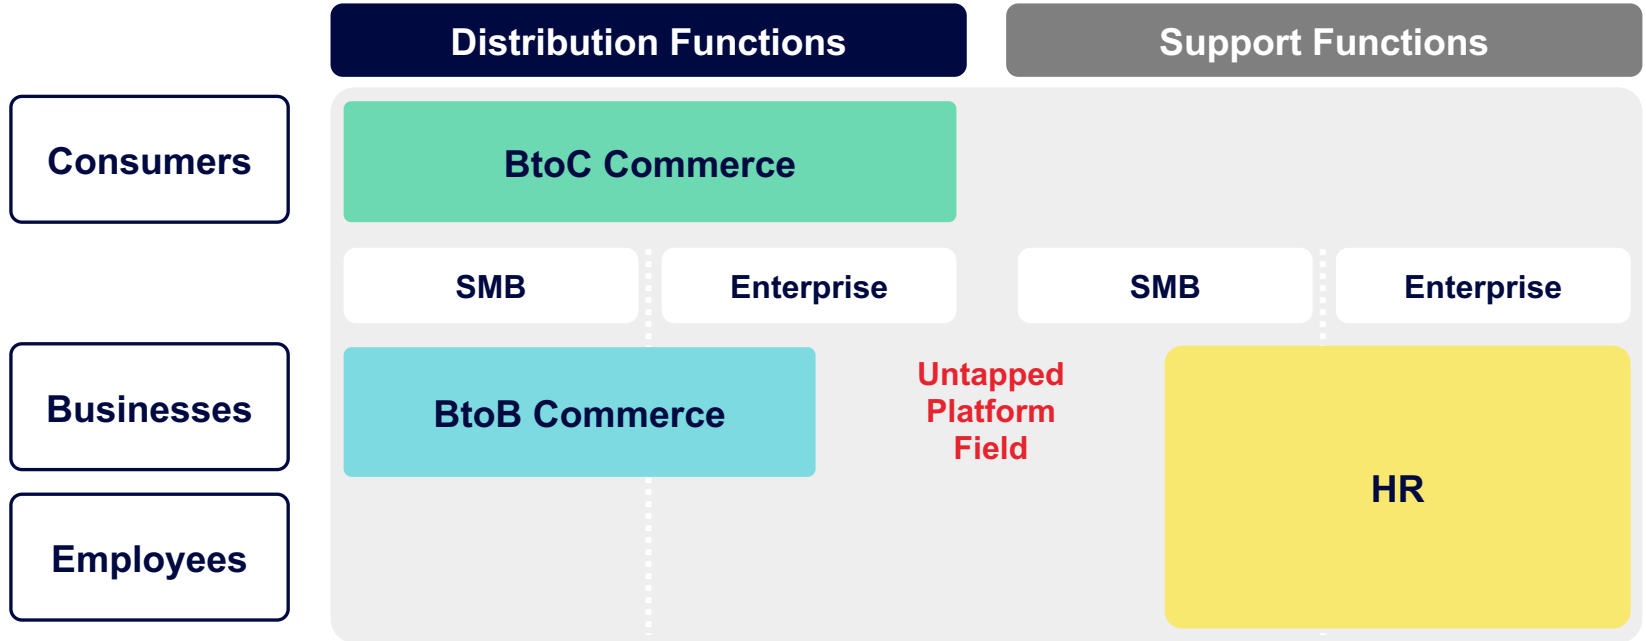 Distribution Functions
Support Functions
Consumers
BtoC Commerce
SMB
Enterprise
SMB
Enterprise
Businesses
BtoB Commerce
Untapped
Platform
Field
HR
Employees